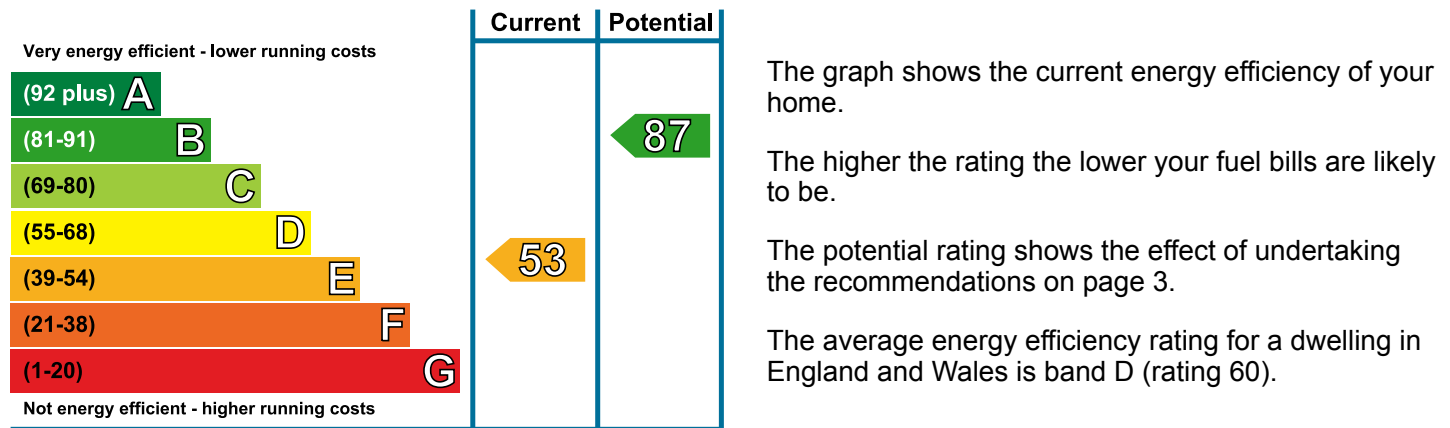 Current Potential
Very energy efficient - lower running costs
(92 plus) A
(81-91) B
87
(69-80) C
(55-68) D
53
(39-54) E
(21-38) F
(1-20) G
Not energy efficient - higher running costs
The graph shows the current energy efficiency of your
home.
The higher the rating the lower your fuel bills are likely
to be.
The potential rating shows the effect of undertaking
the recommendations on page 3.
The average energy efficiency rating for a dwelling in
England and Wales is band D (rating 60).